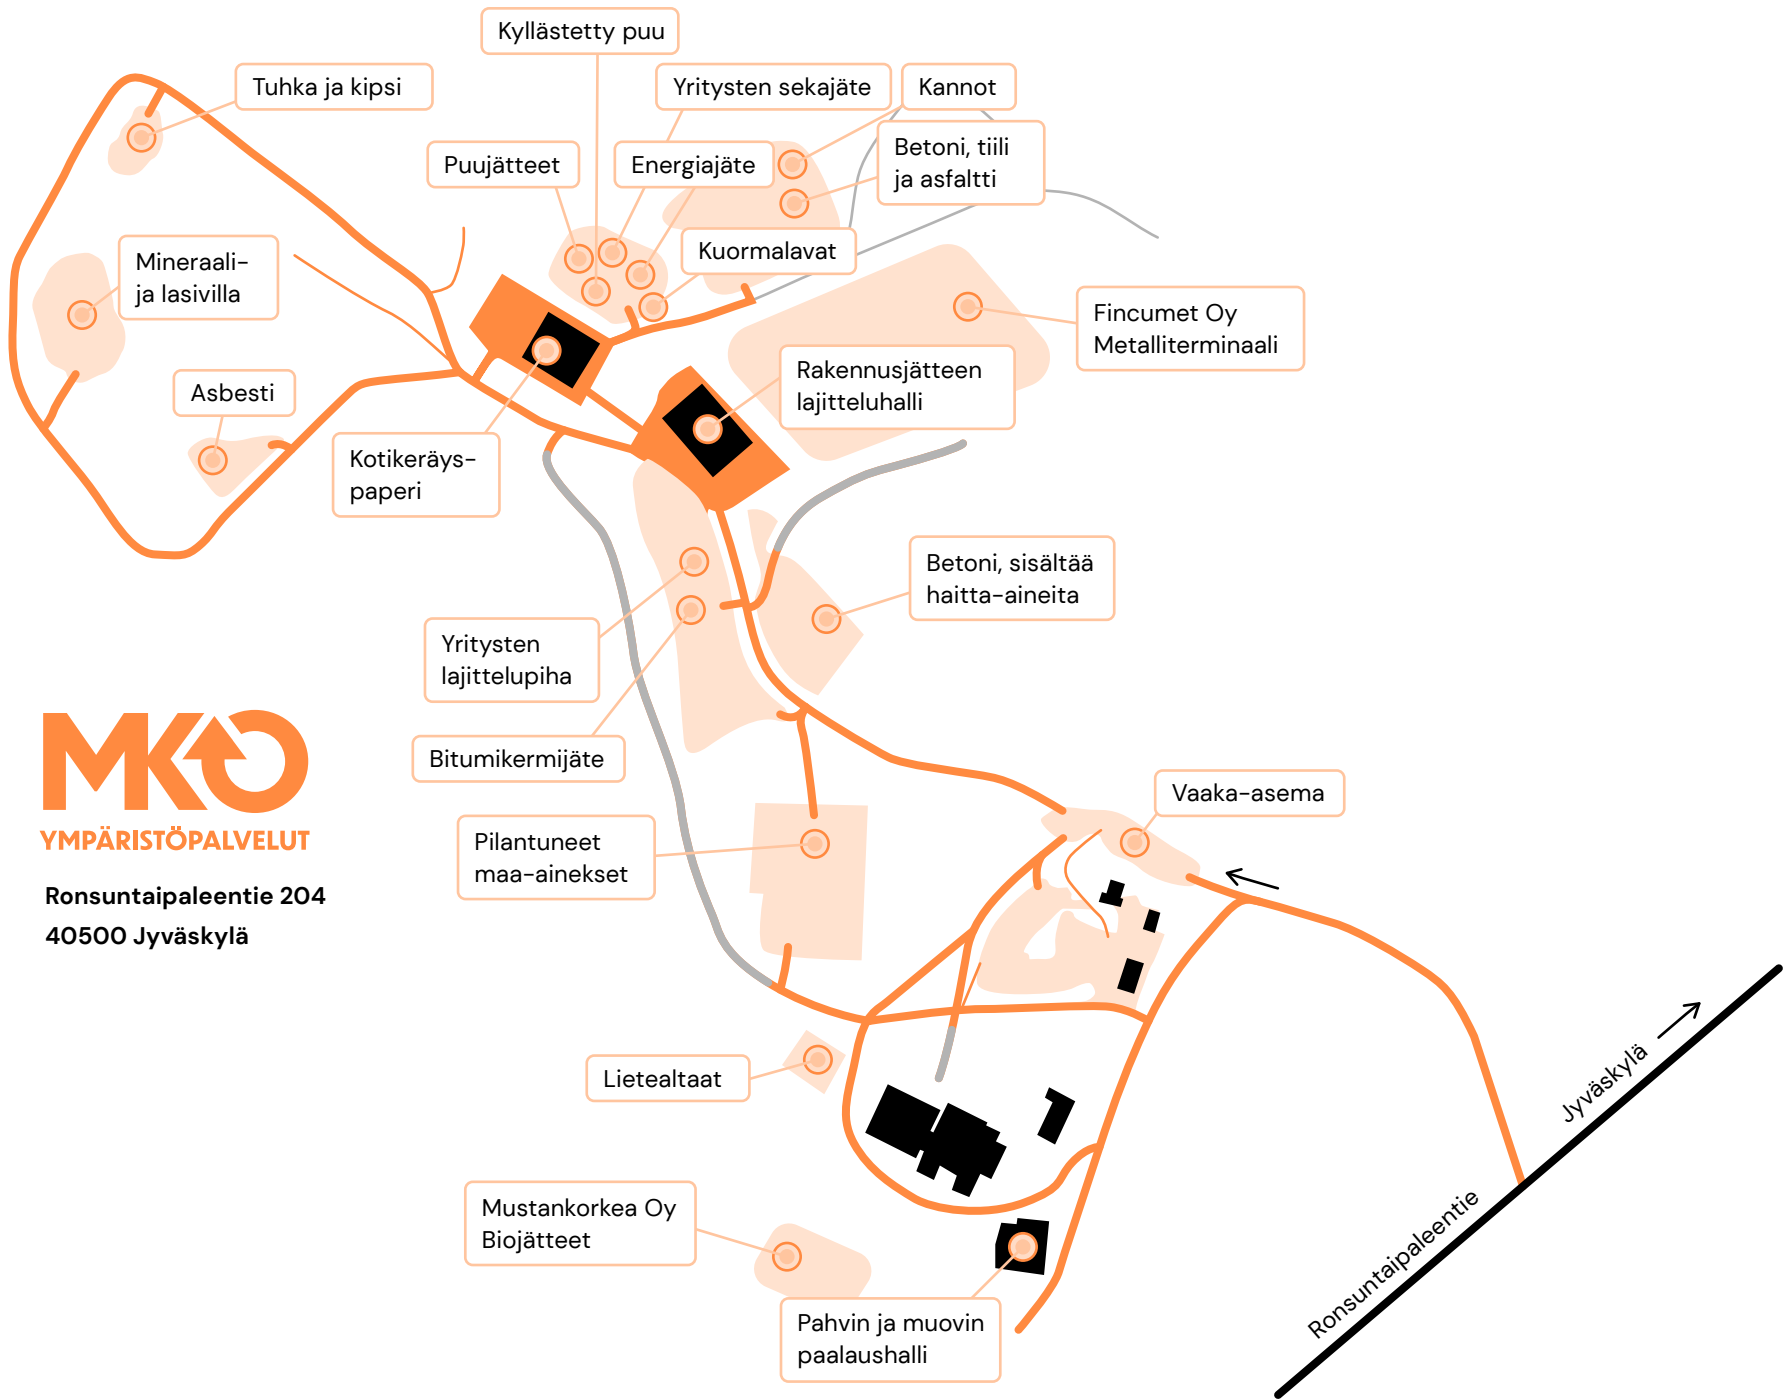 Kyllästetty puu
Tuhka ja kipsi
Yritysten sekajäte
Kannot
Puujätteet
Energiajäte
Betoni, tiili
ja asfaltti
Mineraali-
ja lasivilla
Kuormalavat
Fincumet Oy
Metalliterminaali
Asbesti
Rakennusjätteen
lajitteluhalli
Kotikeräys-
paperi
Betoni, sisältää
haitta-aineita
Yritysten
lajittelupiha
Bitumikermijäte
Vaaka-asema
MKO
YMPÄRISTÖPALVELUT
Ronsuntaipaleentie 204
40500 Jyväskylä
Pilantuneet
maa-ainekset
Lietealtaat
Jyväskylä
Ronsuntaipaleentie
Mustankorkea Oy
Biojätteet
Pahvin ja muovin
paalaushalli